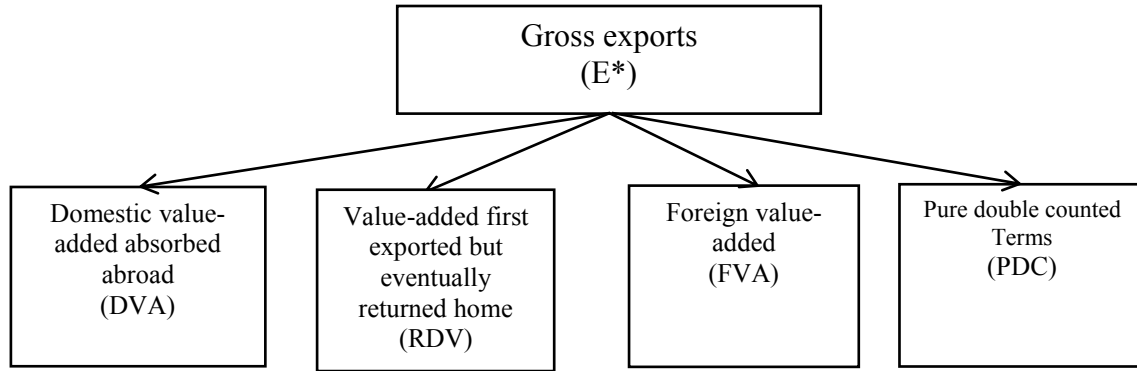 Gross exports
(E*)
Domestic value-
added absorbed
abroad
(DVA)
Value-added first
exported but
eventually
returned home
(RDV)
Foreign value-
added
(FVA)
Pure double counted
Terms
(PDC)